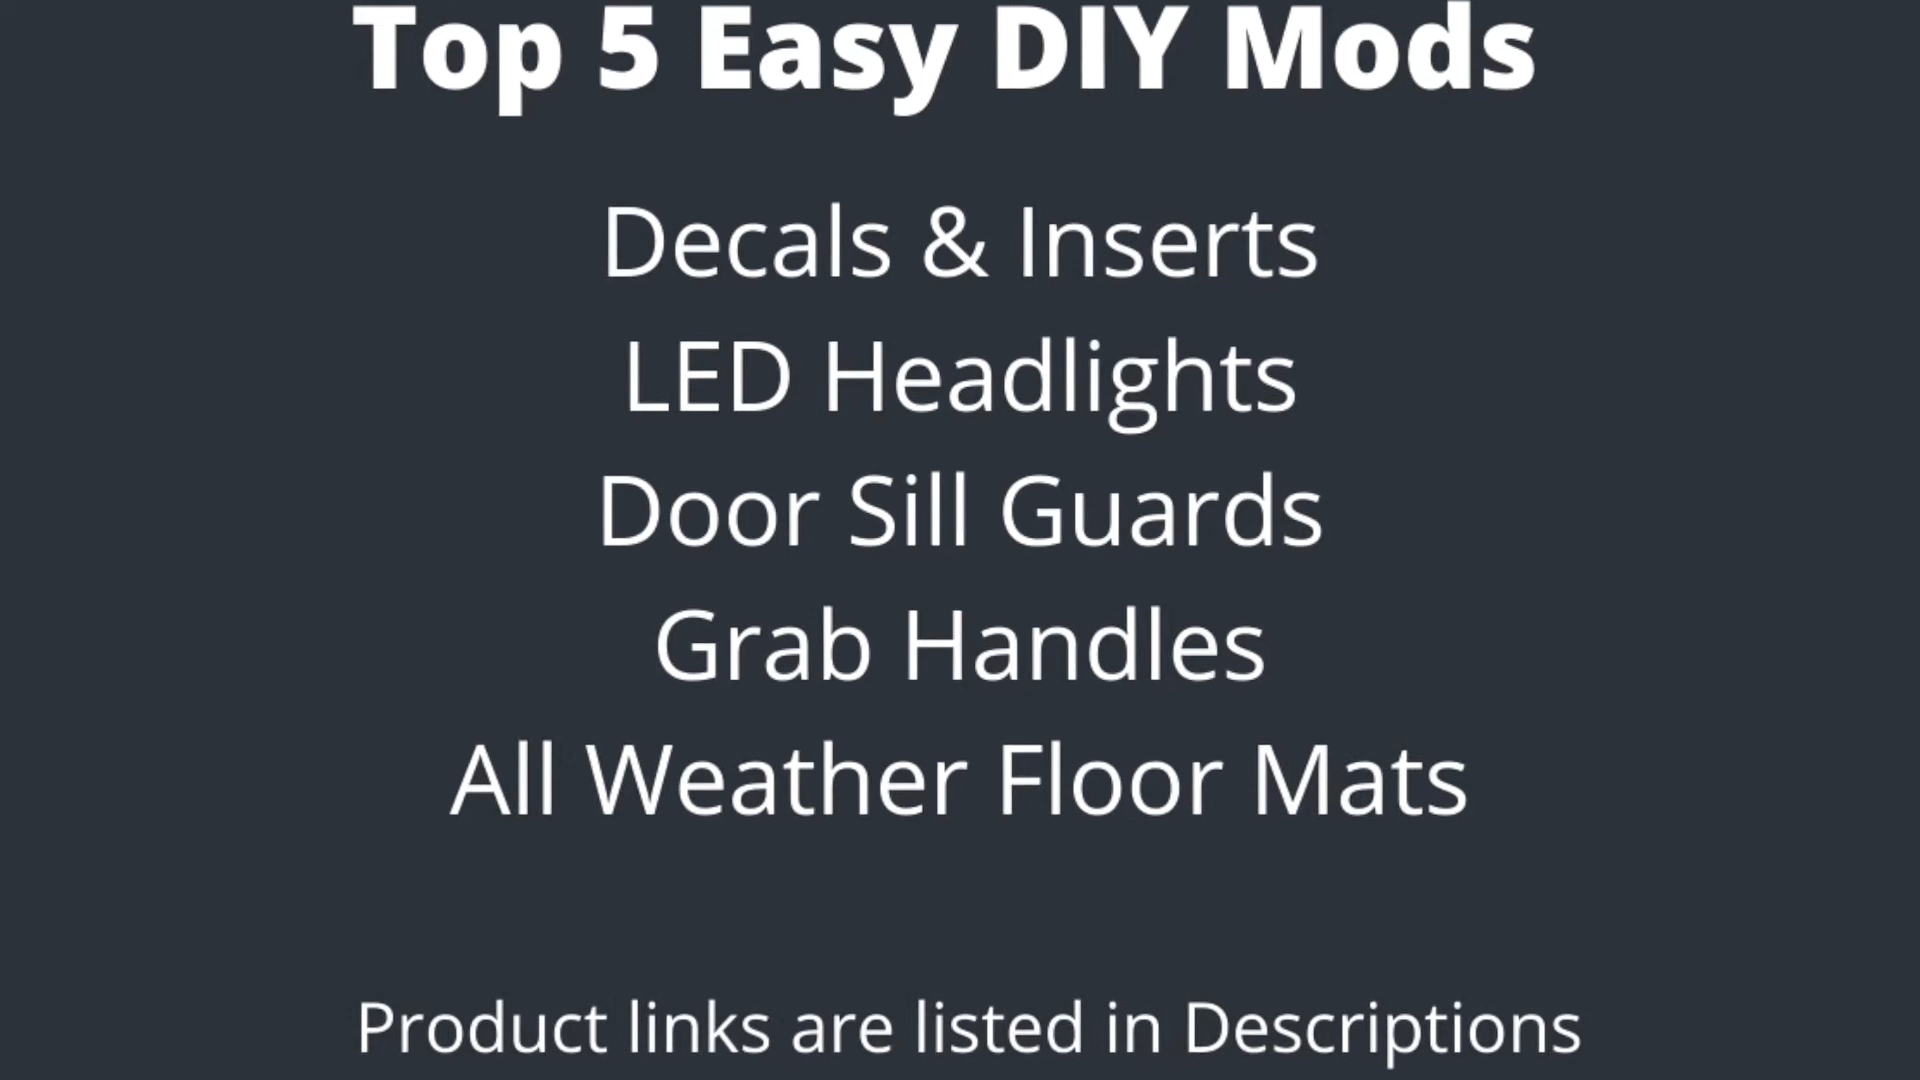 Top 5 Easy DIY Mods
Decals & Inserts
LED Headlights
Door Sill Guards
Grab Handles
All Weather Floor Mats
Product links are listed in Descriptions